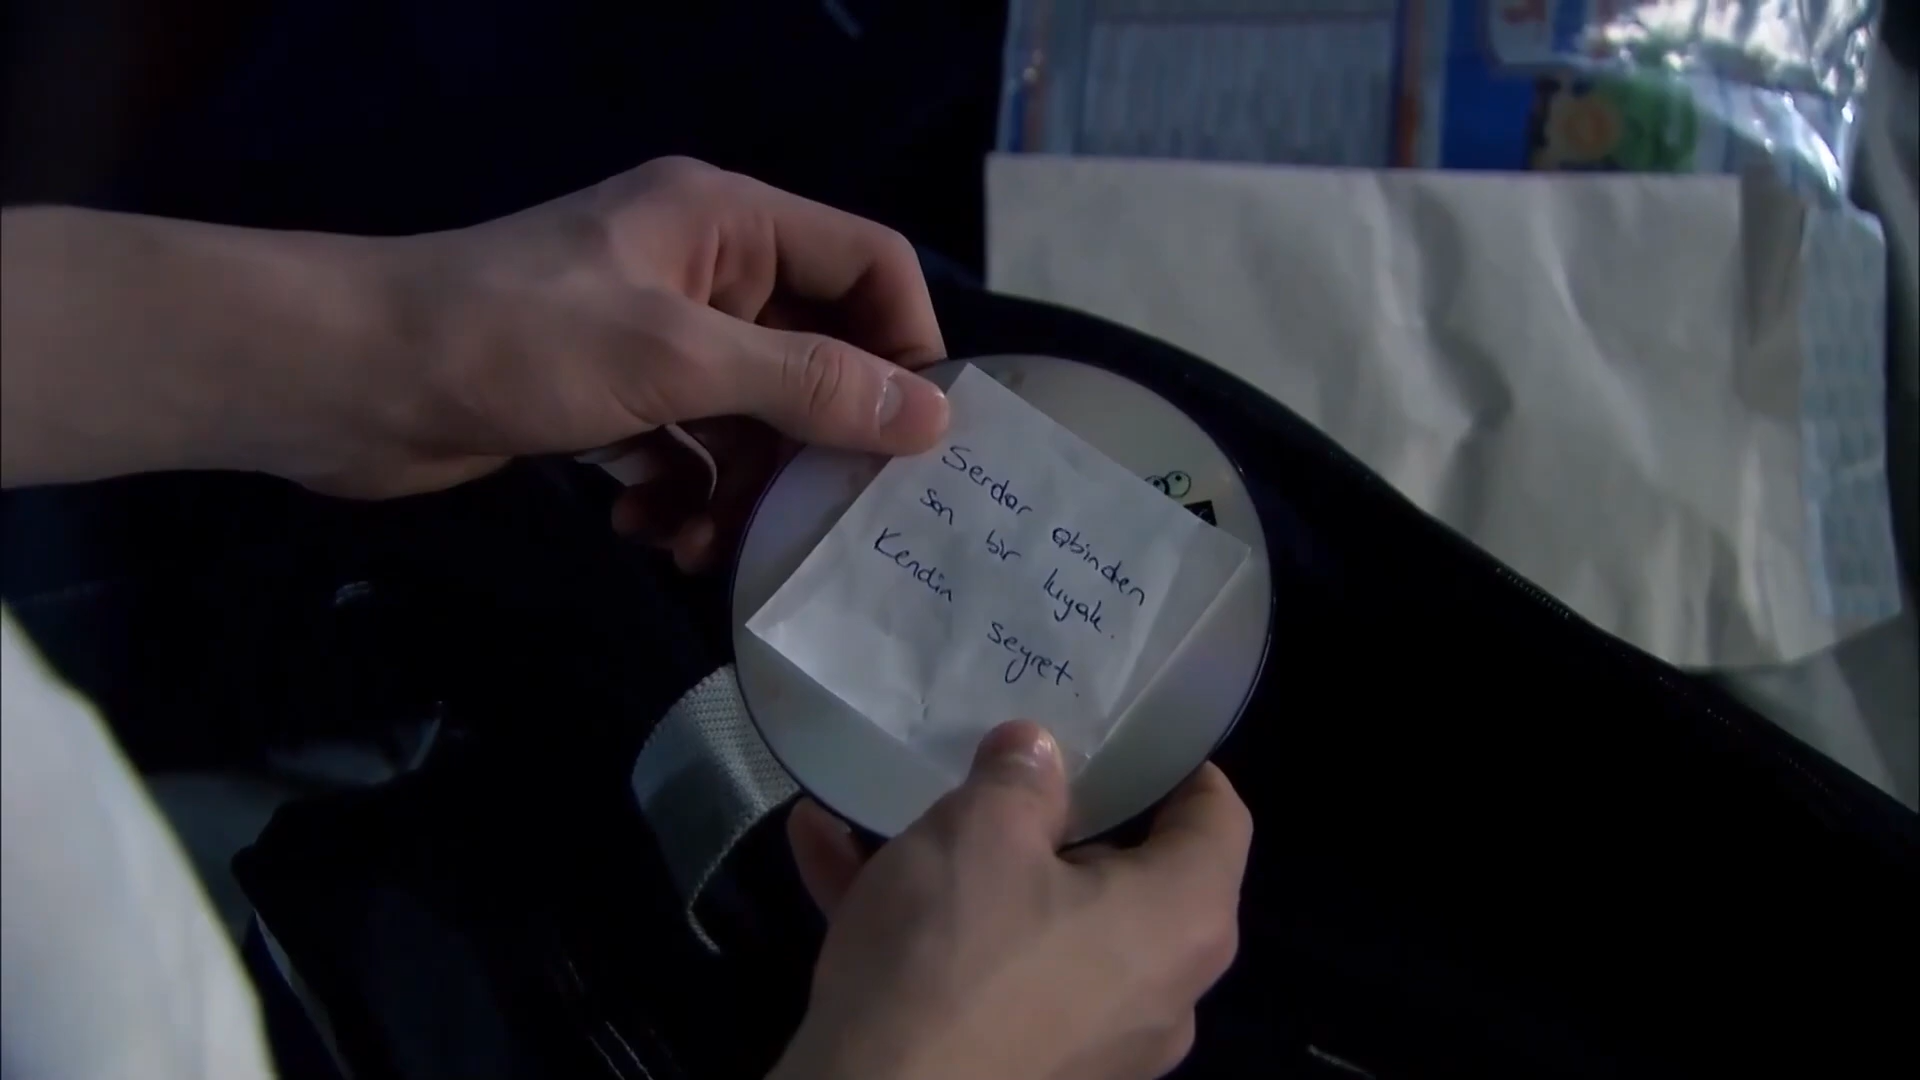 Serdar abinden
son bir kıyak.
Kendin seyret.